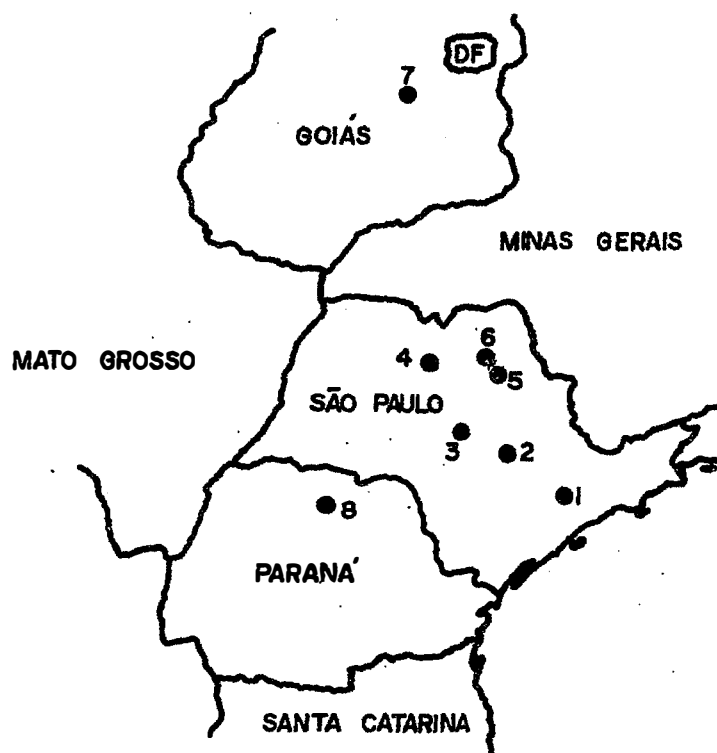 DF
7
GOIÁS
MINAS GERAIS
MATO GROSSO
6
4
5
SÃO PAULO
3
2
1
8
PARANÁ
SANTA CATARINA